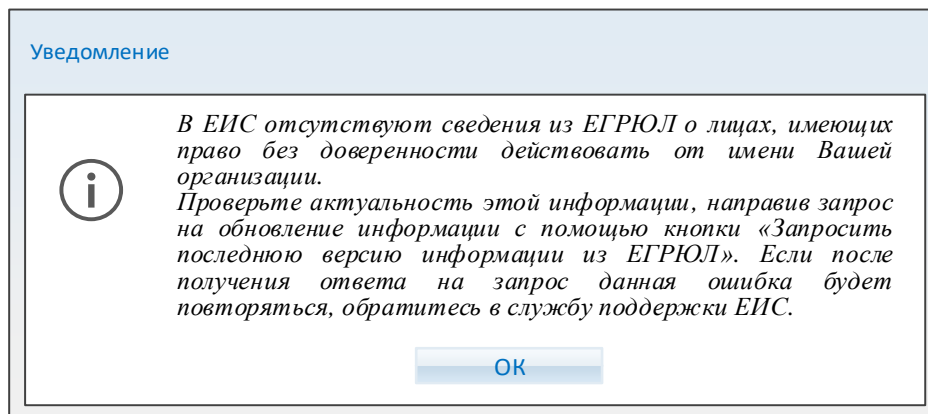 Уведомление
В ЕИС отсутствуют сведения из ЕГРЮЛ о лицах, имеющих
право без доверенности действовать от имени Вашей
организации.
Проверьте актуальность этой информации, направив запрос
на обновление информации с помощью кнопки «Запросить
последнюю версию информации из ЕГРЮЛ». Если после
получения ответа на запрос данная ошибка будет
повторяться, обратитесь в службу поддержки ЕИС.
ОК